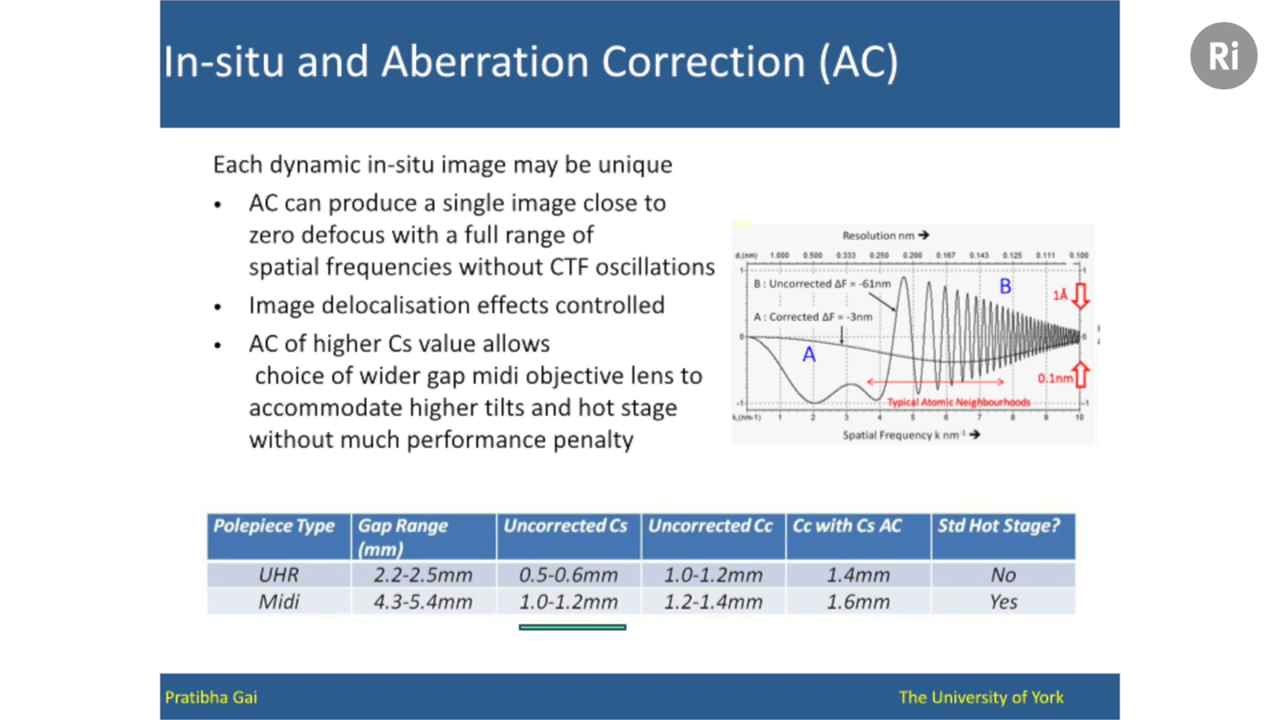 In-situ and Aberration Correction (AC)
Ri
Each dynamic in-situ image may be unique
• AC can produce a single image close to
zero defocus with a full range of
spatial frequencies without CTF oscillations
• Image delocalisation effects controlled
• AC of higher Cs value allows
choice of wider gap midi objective lens to
accommodate higher tilts and hot stage
without much performance penalty
Resolution nm →
d,(nm) 1.000 0.500 0.333 0.250 0.200 0.167 0.143 0.125 0.111 0.100
1 1
B : Uncorrected ΔF = -61nm
B
1Å
A : Corrected ΔF = -3nm
0 0
A
0.1nm
Typical Atomic Neighbourhoods
-1 -1
k,(nm-1) 1 2 3 4 5 6 7 8 9 10
Spatial Frequency k nm⁻¹ →
Polepiece Type Gap Range (mm) Uncorrected Cs Uncorrected Cc Cc with Cs AC Std Hot Stage?
UHR 2.2-2.5mm 0.5-0.6mm 1.0-1.2mm 1.4mm No
Midi 4.3-5.4mm 1.0-1.2mm 1.2-1.4mm 1.6mm Yes
Pratibha Gai
The University of York